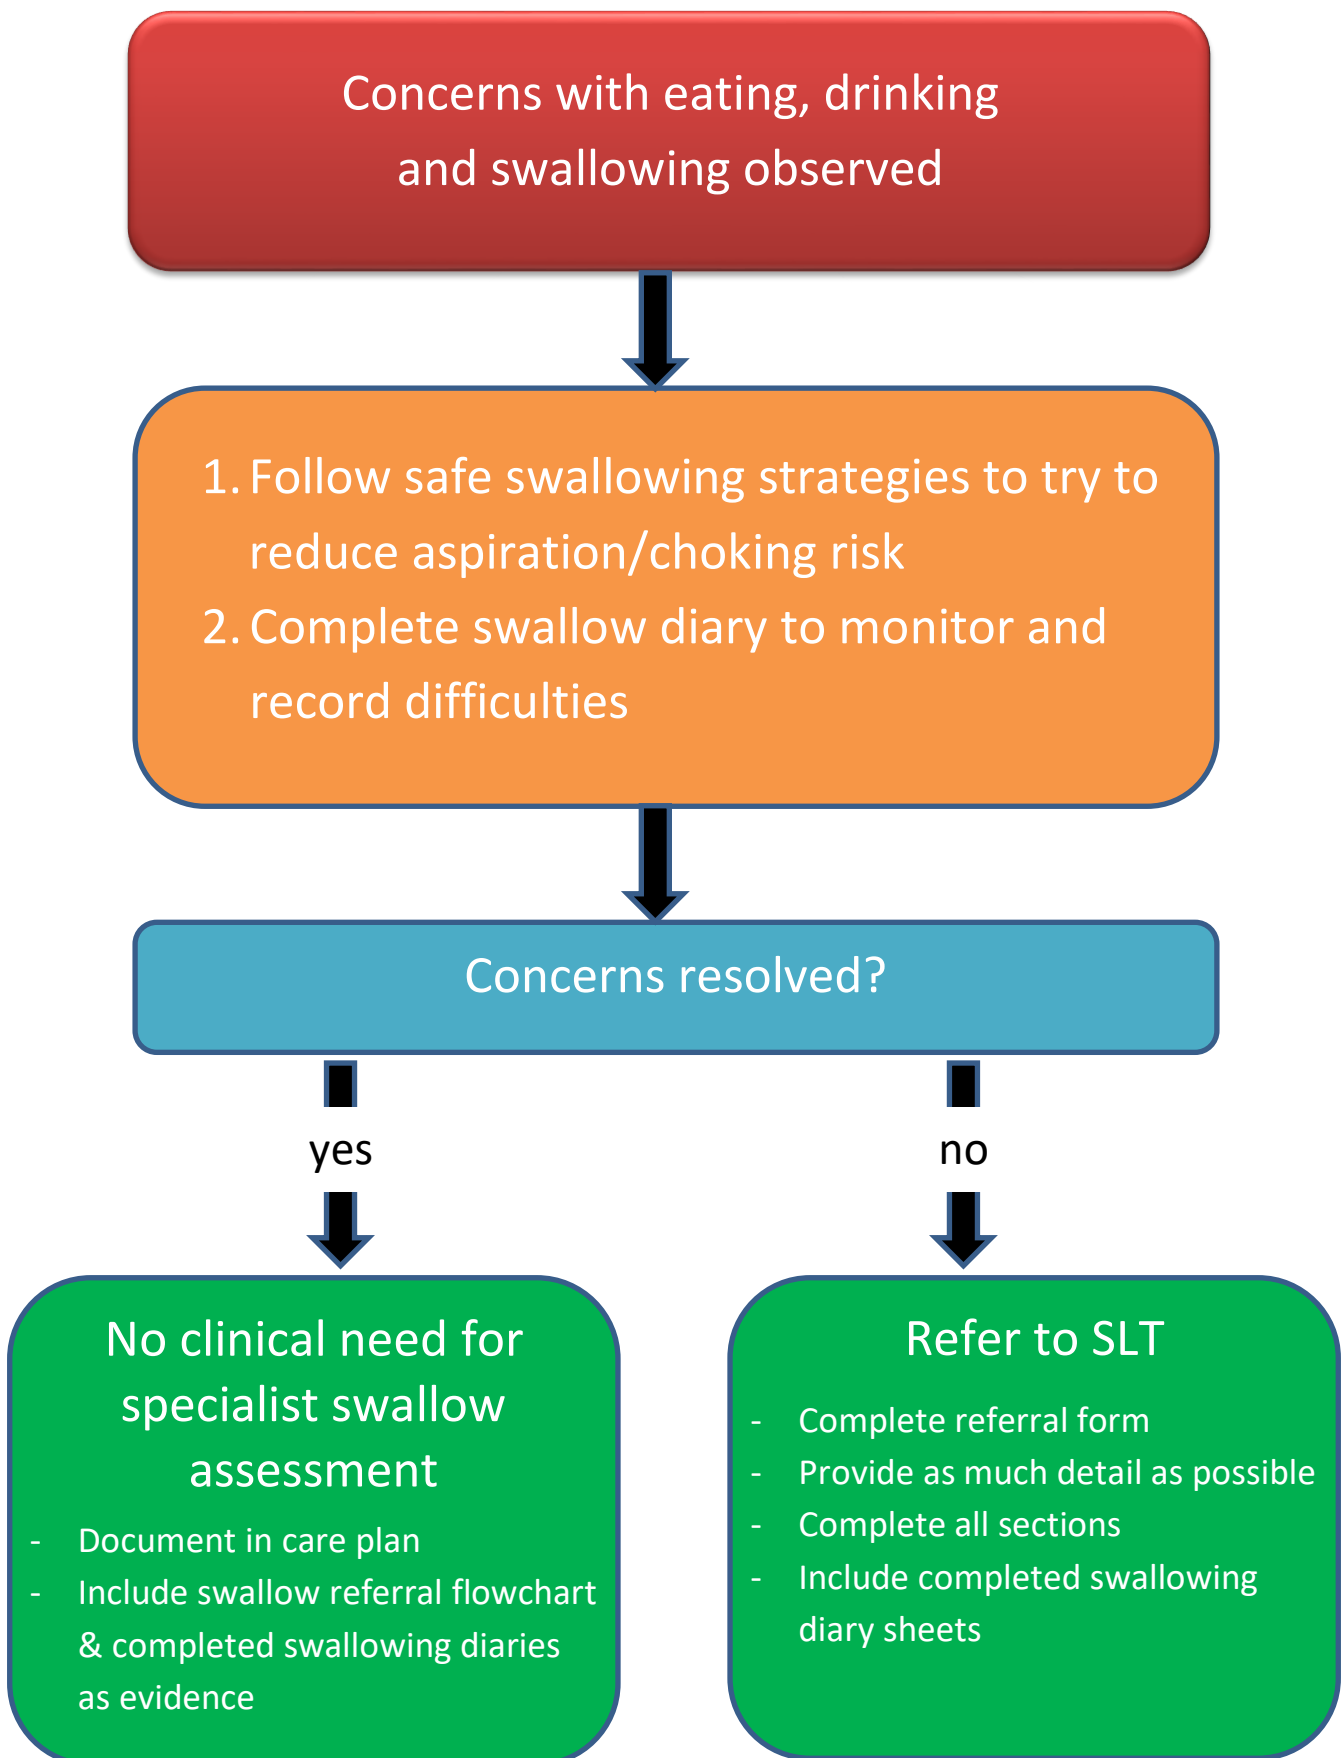 Concerns with eating, drinking
and swallowing observed
1. Follow safe swallowing strategies to try to
reduce aspiration/choking risk
2. Complete swallow diary to monitor and
record difficulties
Concerns resolved?
yes
no
No clinical need for
specialist swallow
assessment
- Document in care plan
- Include swallow referral flowchart
& completed swallowing diaries
as evidence
Refer to SLT
- Complete referral form
- Provide as much detail as possible
- Complete all sections
- Include completed swallowing
diary sheets